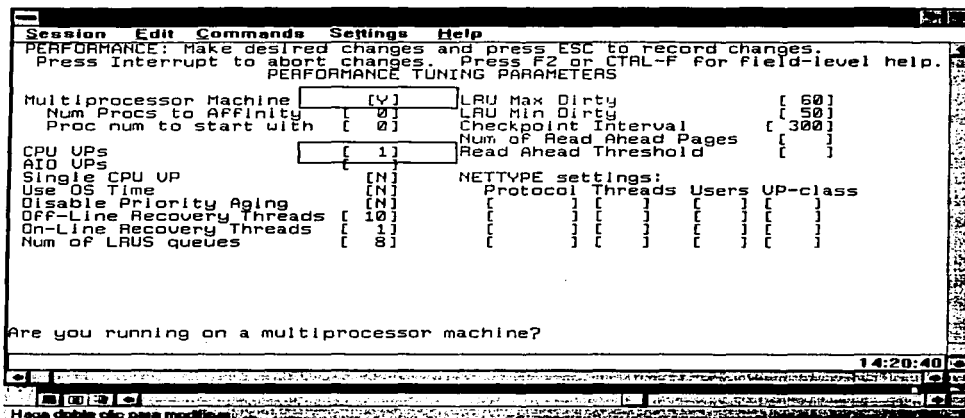 Session Edit Commands Settings Help
PERFORMANCE: Make desired changes and press ESC to record changes.
Press Interrupt to abort changes. Press F2 or CTRL-F for field-level help.
PERFORMANCE TUNING PARAMETERS
Multiprocessor Machine [Y] LRU Max Dirty [ 60]
Num Procs to Affinity [ 0] LRU Min Dirty [ 50]
Proc num to start with [ 0] Checkpoint Interval [ 300]
Num of Read Ahead Pages [ ]
CPU VPs [ 1] Read Ahead Threshold [ ]
AIO VPs [ ]
Single CPU VP [N] NETTYPE settings:
Use OS Time [N] Protocol Threads Users VP-class
Disable Priority Aging [N] [ ] [ ] [ ] [ ]
Off-Line Recovery Threads [ 10] [ ] [ ] [ ] [ ]
On-Line Recovery Threads [ 1] [ ] [ ] [ ] [ ]
Num of LRUS queues [ 8] [ ] [ ] [ ] [ ]
Are you running on a multiprocessor machine?
14:20:40
Haga doble clic para modificar